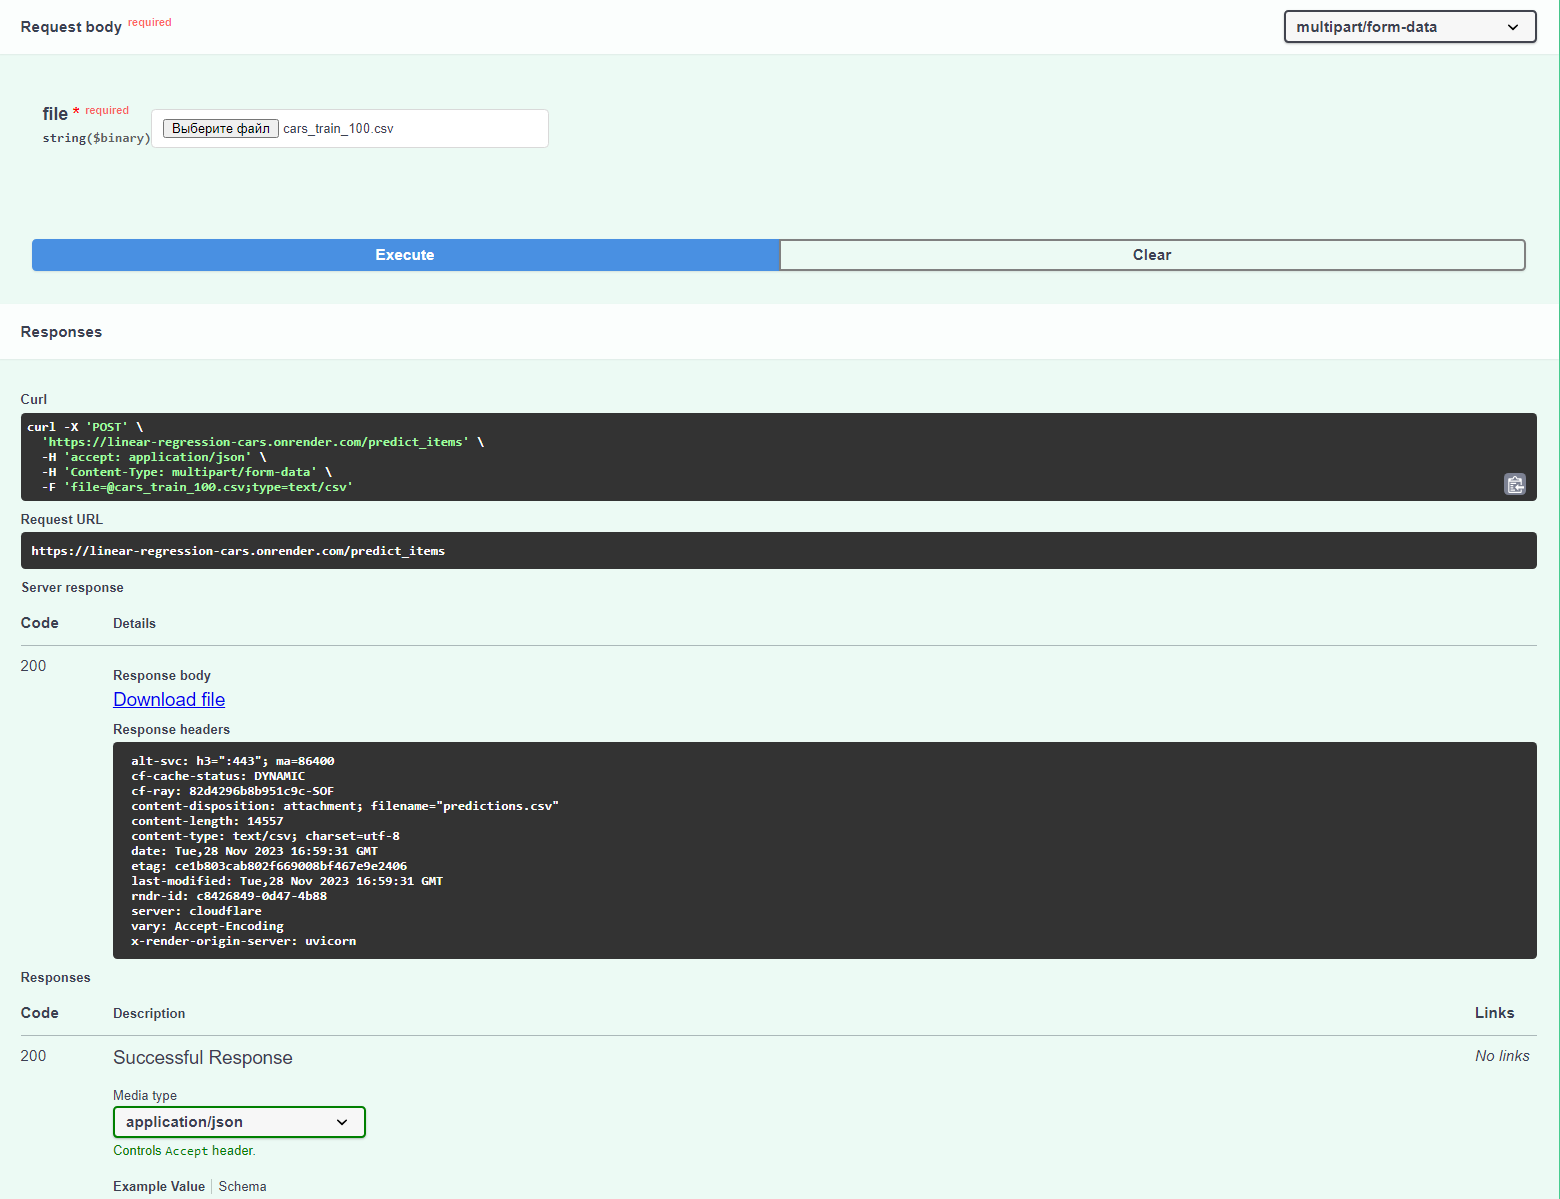 Request body required
multipart/form-data
file * required
string($binary)
Выберите файл cars_train_100.csv
Execute
Clear
Responses
Curl
curl -X 'POST' \
'https://linear-regression-cars.onrender.com/predict_items' \
-H 'accept: application/json' \
-H 'Content-Type: multipart/form-data' \
-F 'file=@cars_train_100.csv;type=text/csv'
Request URL
https://linear-regression-cars.onrender.com/predict_items
Server response
Code Details
200
Response body
Download file
Response headers
alt-svc: h3=":443"; ma=86400
cf-cache-status: DYNAMIC
cf-ray: 82d4296b8b951c9c-SOF
content-disposition: attachment; filename="predictions.csv"
content-length: 14557
content-type: text/csv; charset=utf-8
date: Tue,28 Nov 2023 16:59:31 GMT
etag: ce1b803cab802f669008bf467e9e2406
last-modified: Tue,28 Nov 2023 16:59:31 GMT
rndr-id: c8426849-0d47-4b88
server: cloudflare
vary: Accept-Encoding
x-render-origin-server: uvicorn
Responses
Code Description Links
200 Successful Response No links
Media type
application/json
Controls Accept header.
Example Value Schema